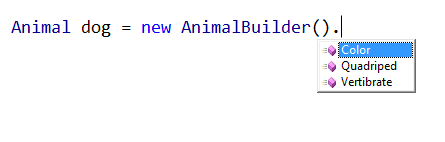 Animal dog = new AnimalBuilder().
Color
Quadriped
Vertibrate